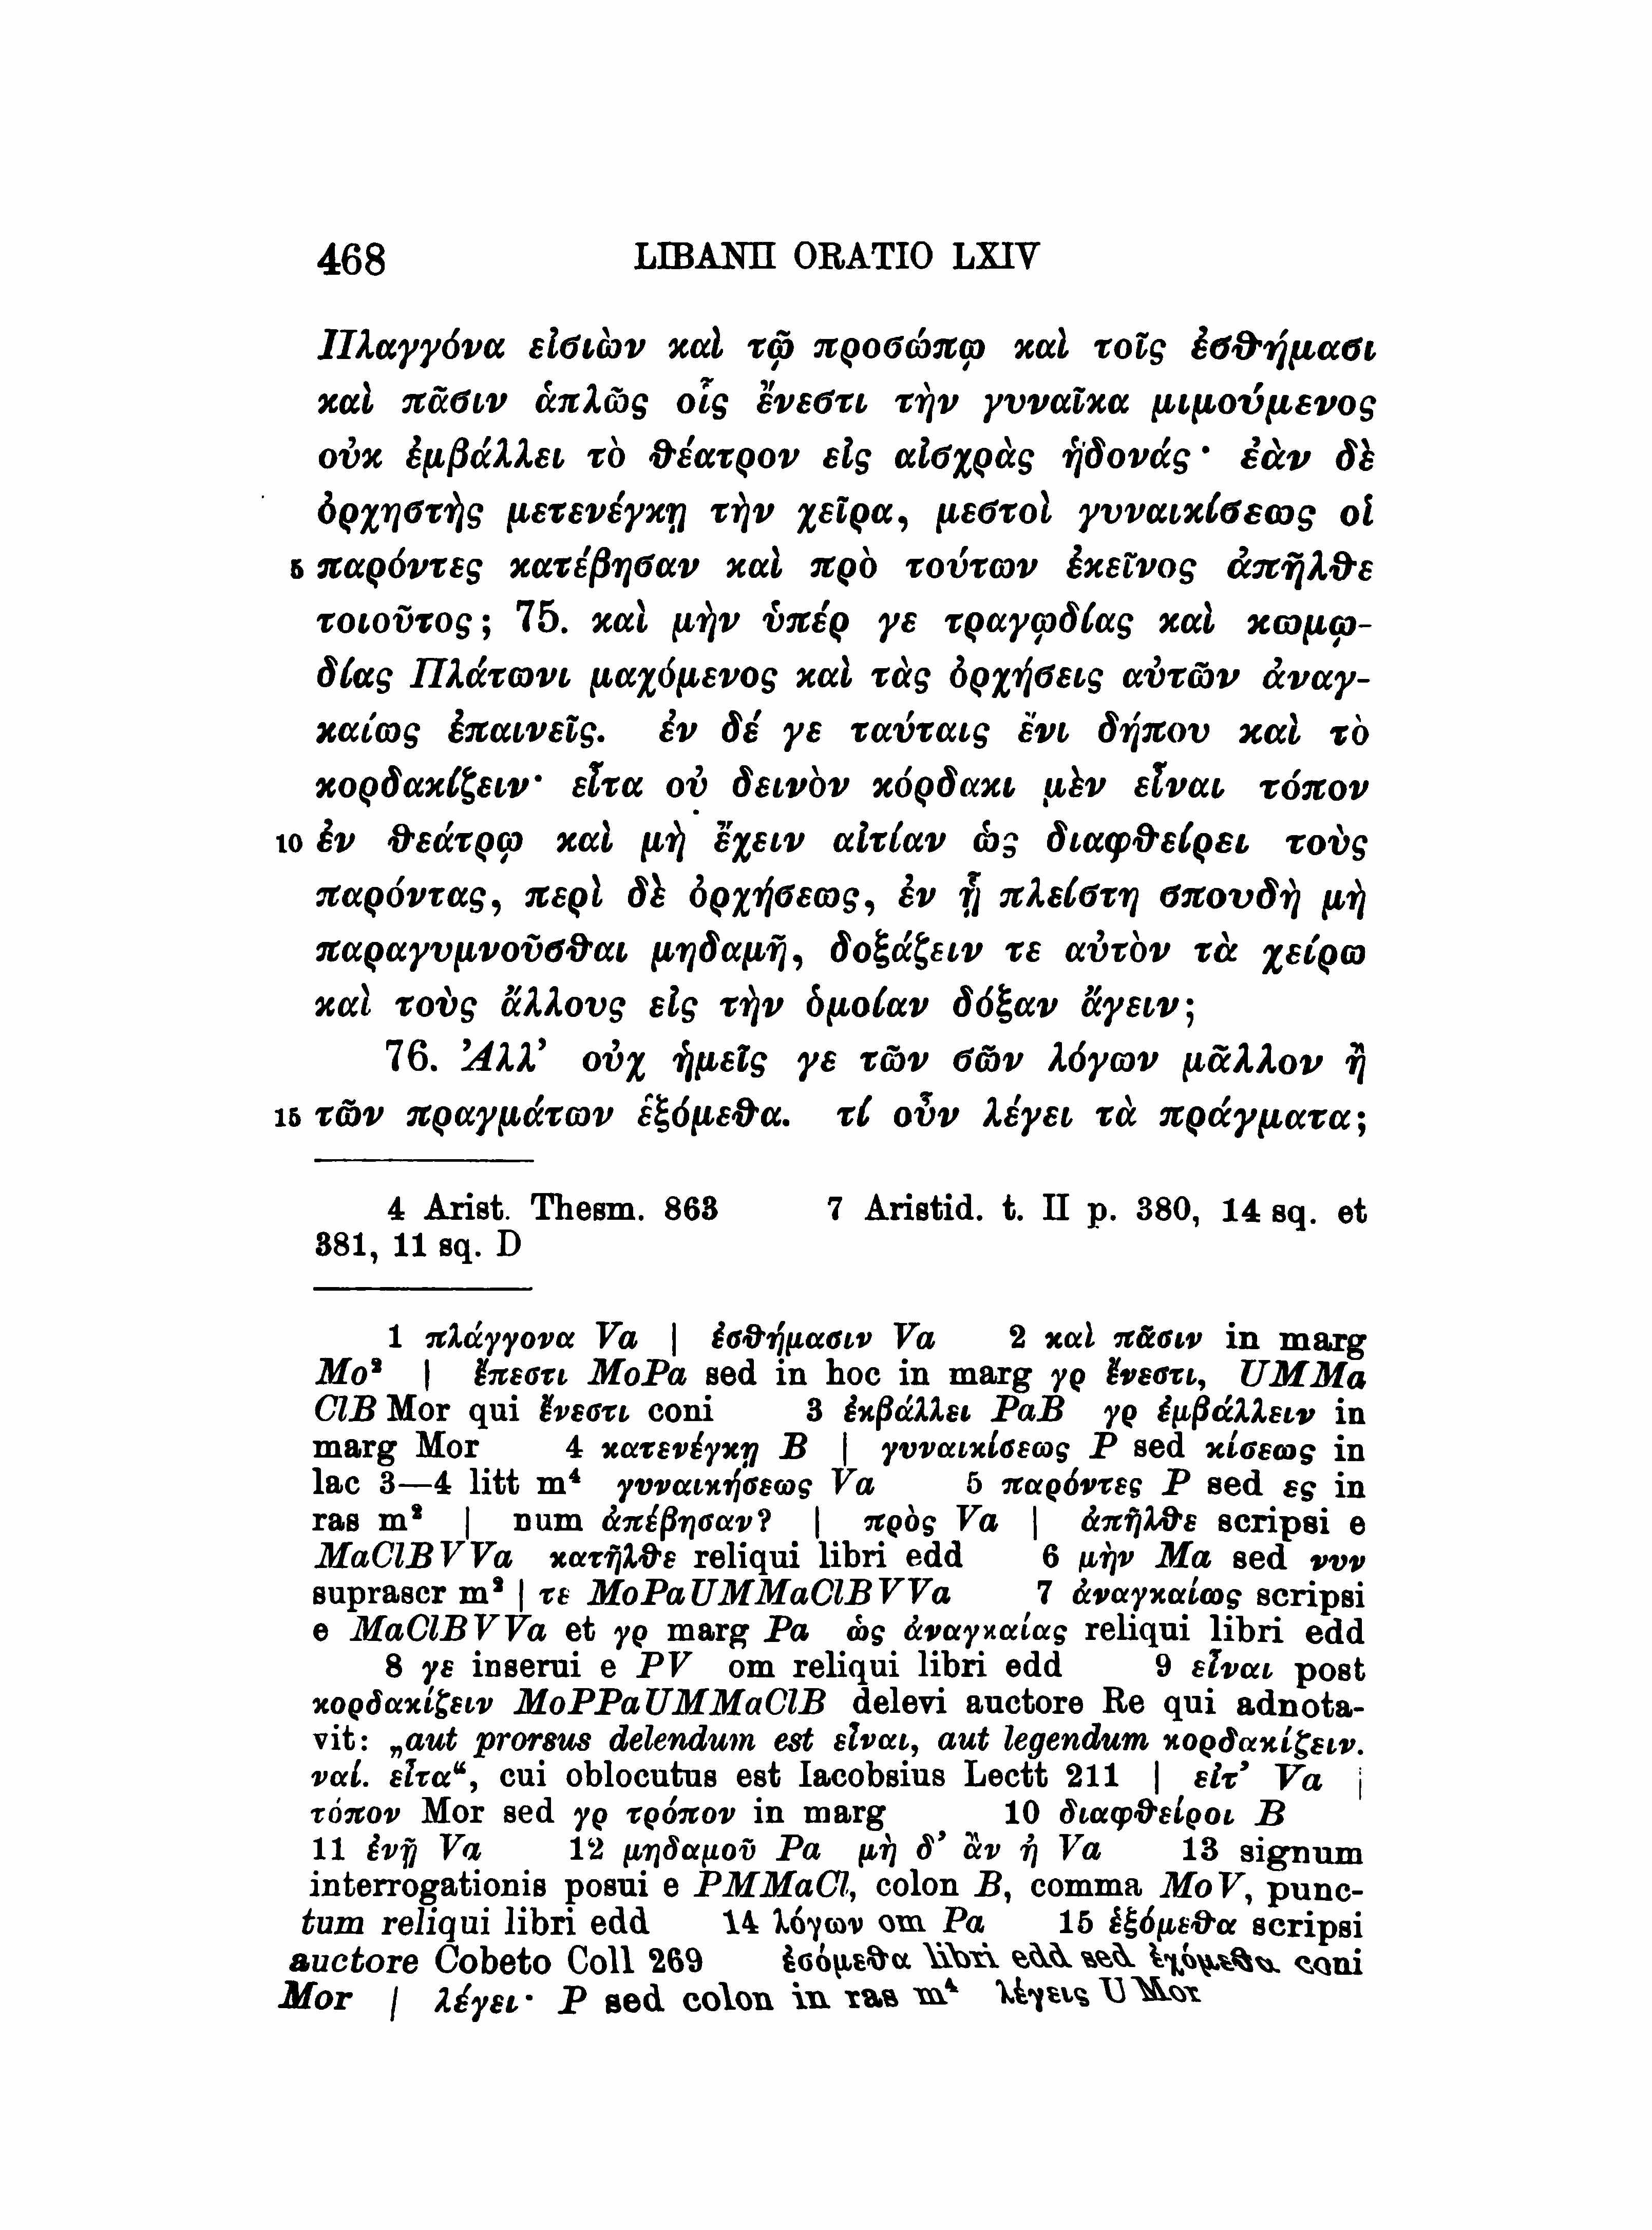 468 LIBANII ORATIO LXIV
Πλαγγόνα εἰσιὼν καὶ τῷ προσώπῳ καὶ τοῖς ἐσθήμασι
καὶ πᾶσιν ἁπλῶς οἷς ἔνεστι τὴν γυναῖκα μιμούμενος
οὐκ ἐμβάλλει τὸ θέατρον εἰς αἰσχρὰς ἡδονάς· ἐὰν δὲ
ὀρχηστὴς μετενέγκῃ τὴν χεῖρα, μεστοὶ γυναικίσεως οἱ
5 παρόντες κατέβησαν καὶ πρὸ τούτων ἐκεῖνος ἀπῆλθε
τοιοῦτος; 75. καὶ μὴν ὑπέρ γε τραγῳδίας καὶ κωμῳ-
δίας Πλάτωνι μαχόμενος καὶ τὰς ὀρχήσεις αὐτῶν ἀναγ-
καίως ἐπαινεῖς. ἐν δέ γε ταύταις ἔνι δήπου καὶ τὸ
κορδακίζειν· εἶτα οὐ δεινὸν κόρδακι μὲν εἶναι τόπον
10 ἐν θεάτρῳ καὶ μὴ ἔχειν αἰτίαν ὡς διαφθείρει τοὺς
παρόντας, περὶ δὲ ὀρχήσεως, ἐν ᾗ πλείστη σπουδὴ μὴ
παραγυμνοῦσθαι μηδαμῆ, δοξάζειν τε αὐτὸν τὰ χείρω
καὶ τοὺς ἄλλους εἰς τὴν ὁμοίαν δόξαν ἄγειν;
76. Ἀλλ’ οὐχ ἡμεῖς γε τῶν σῶν λόγων μᾶλλον ἢ
15 τῶν πραγμάτων ἑξόμεθα. τί οὖν λέγει τὰ πράγματα;
4 Arist. Thesm. 863 7 Aristid. t. II p. 380, 14 sq. et
381, 11 sq. D
1 πλάγγονα Va | ἐσθήμασιν Va 2 καὶ πᾶσιν in marg
Mo² | ἔπεστι MoPa sed in hoc in marg γρ ἔνεστι, UMMa
ClB Mor qui ἔνεστι coni 3 ἐκβάλλει PaB γρ ἐμβάλλειν in
marg Mor 4 κατενέγκῃ B | γυναικίσεως P sed κίσεως in
lac 3—4 litt m⁴ γυναικήσεως Va 5 παρόντες P sed ες in
ras m² | num ἀπέβησαν? | πρὸς Va | ἀπῆλθε scripsi e
MaClBVVa κατῆλθε reliqui libri edd 6 μὴν Ma sed νυν
suprascr m² | τε MoPaUMMaClBVVa 7 ἀναγκαίως scripsi
e MaClBVVa et γρ marg Pa ὡς ἀναγκαίας reliqui libri edd
8 γε inserui e PV om reliqui libri edd 9 εἶναι post
κορδακίζειν MoPPaUMMaClB delevi auctore Re qui adnota-
vit: „aut prorsus delendum est εἶναι, aut legendum κορδακίζειν.
ναί. εἶτα“, cui oblocutus est Iacobsius Lectt 211 | εἰτ’ Va |
τόπον Mor sed γρ τρόπον in marg 10 διαφθείροι B
11 ἐνῇ Va 12 μηδαμοῦ Pa μὴ δ’ ἂν ἡ Va 13 signum
interrogationis posui e PMMaCl, colon B, comma MoV, punc-
tum reliqui libri edd 14 λόγων om Pa 15 ἑξόμεθα scripsi
auctore Cobeto Coll 269 ἐσόμεθα libri edd sed ἐχόμεθα coni
Mor | λέγει· P sed colon in ras m⁴ λέγεις U Mor